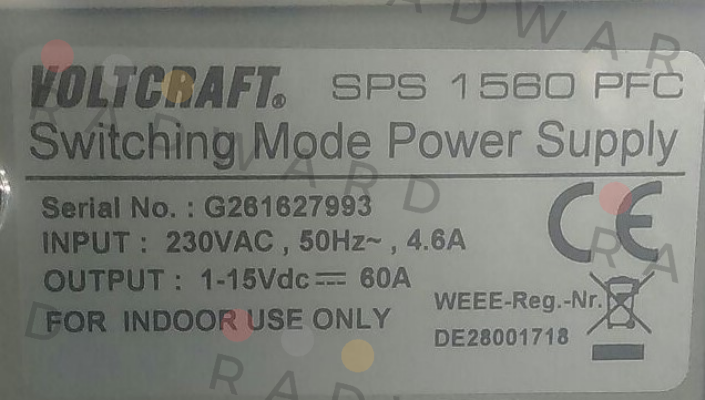 VOLTCRAFT® SPS 1560 PFC
Switching Mode Power Supply
Serial No. : G261627993
INPUT : 230VAC , 50Hz~ , 4.6A
OUTPUT : 1-15Vdc⎓ 60A
FOR INDOOR USE ONLY
CE
WEEE-Reg.-Nr.
DE28001718
RADWARD